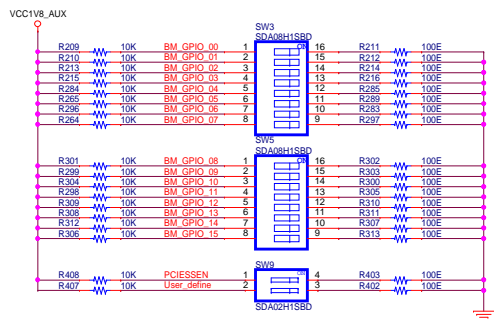 VCC1V8_AUX
SW3
SDA08H1SBD
R209 10K BM_GPIO_00 1 ON 16 R211 100E
R210 10K BM_GPIO_01 2 15 R212 100E
R213 10K BM_GPIO_02 3 14 R214 100E
R215 10K BM_GPIO_03 4 13 R216 100E
R284 10K BM_GPIO_04 5 12 R285 100E
R265 10K BM_GPIO_05 6 11 R289 100E
R296 10K BM_GPIO_06 7 10 R283 100E
R264 10K BM_GPIO_07 8 9 R297 100E
SW5
SDA08H1SBD
R301 10K BM_GPIO_08 1 ON 16 R302 100E
R299 10K BM_GPIO_09 2 15 R303 100E
R304 10K BM_GPIO_10 3 14 R300 100E
R298 10K BM_GPIO_11 4 13 R305 100E
R309 10K BM_GPIO_12 5 12 R310 100E
R308 10K BM_GPIO_13 6 11 R311 100E
R312 10K BM_GPIO_14 7 10 R307 100E
R306 10K BM_GPIO_15 8 9 R313 100E
SW9
R408 10K PCIESSEN 1 ON 4 R403 100E
R407 10K User_define 2 3 R402 100E
SDA02H1SBD